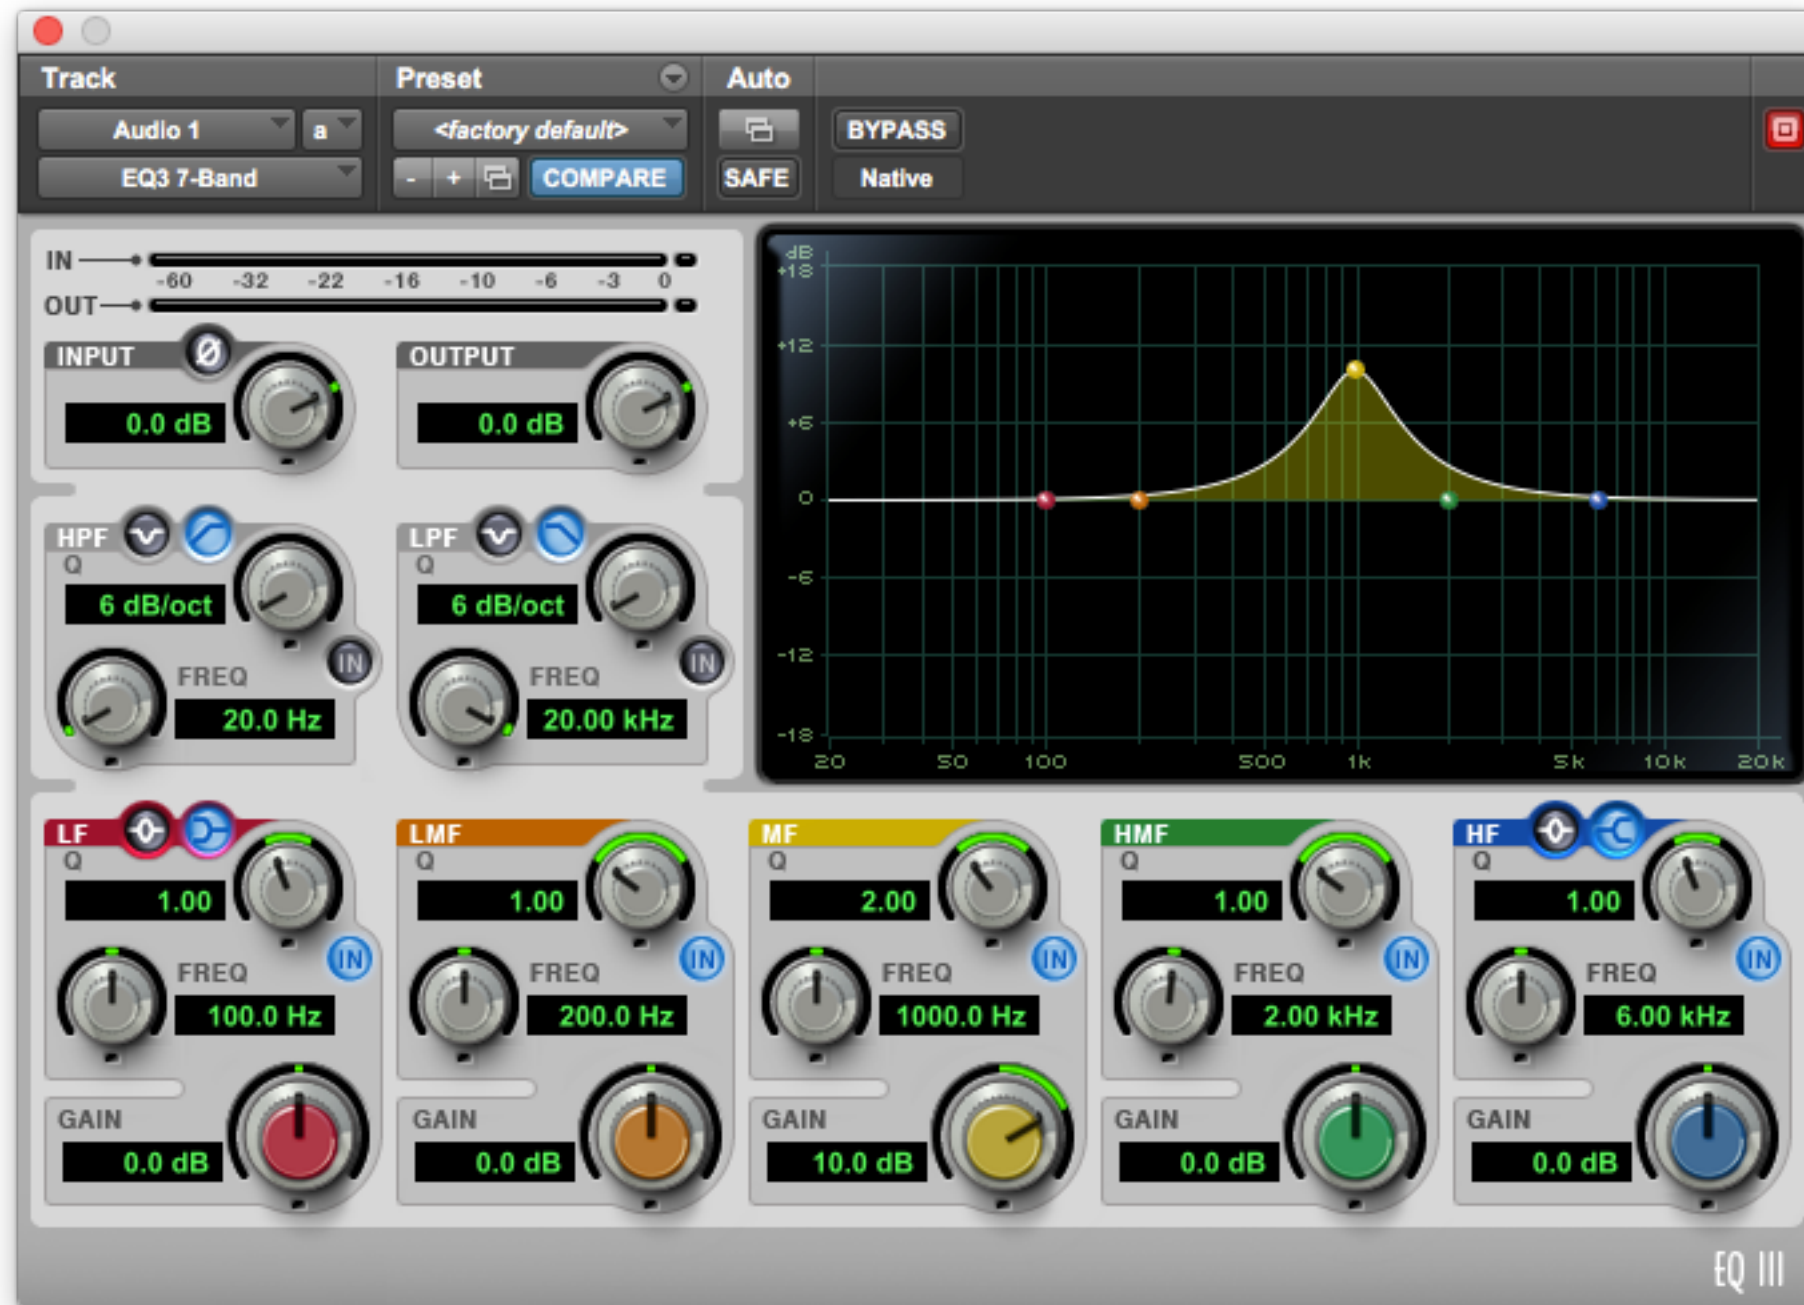 Track Preset Auto
Audio 1 a <factory default> BYPASS
EQ3 7-Band - + COMPARE SAFE Native
IN
-60 -32 -22 -16 -10 -6 -3 0
OUT
INPUT Ø OUTPUT
0.0 dB 0.0 dB
HPF LPF
Q Q
6 dB/oct 6 dB/oct
IN IN
FREQ FREQ
20.0 Hz 20.00 kHz
dB
+18
+12
+6
0
-6
-12
-18
20 50 100 500 1k 5k 10k 20k
LF LMF MF HMF HF
Q Q Q Q Q
1.00 1.00 2.00 1.00 1.00
IN IN IN IN IN
FREQ FREQ FREQ FREQ FREQ
100.0 Hz 200.0 Hz 1000.0 Hz 2.00 kHz 6.00 kHz
GAIN GAIN GAIN GAIN GAIN
0.0 dB 0.0 dB 10.0 dB 0.0 dB 0.0 dB
EQ III